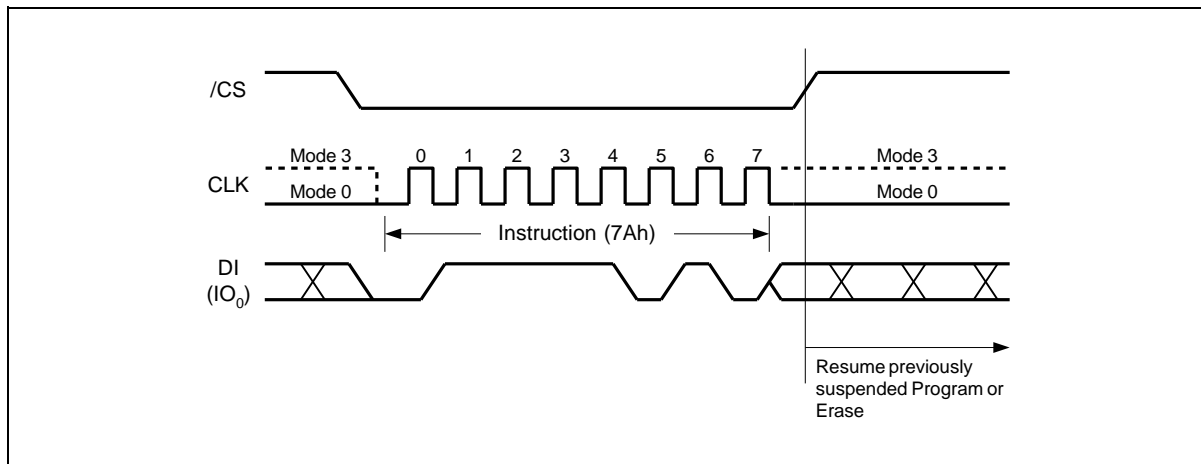 /CS
Mode 3
0 1 2 3 4 5 6 7
Mode 3
CLK
Mode 0
Mode 0
Instruction (7Ah)
DI
(IO₀)
Resume previously
suspended Program or
Erase